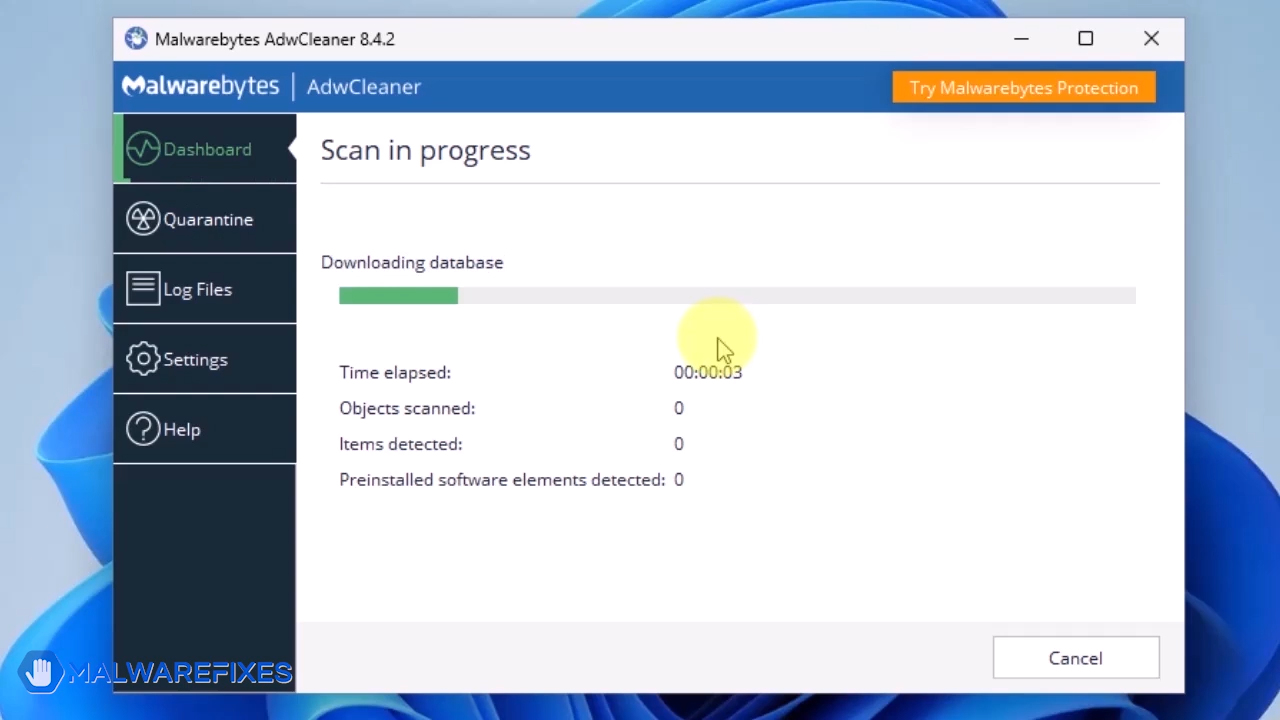 Malwarebytes AdwCleaner 8.4.2
Malwarebytes | AdwCleaner
Try Malwarebytes Protection
Dashboard
Quarantine
Log Files
Settings
Help
Scan in progress
Downloading database
Time elapsed: 00:00:03
Objects scanned: 0
Items detected: 0
Preinstalled software elements detected: 0
Cancel
MALWAREFIXES